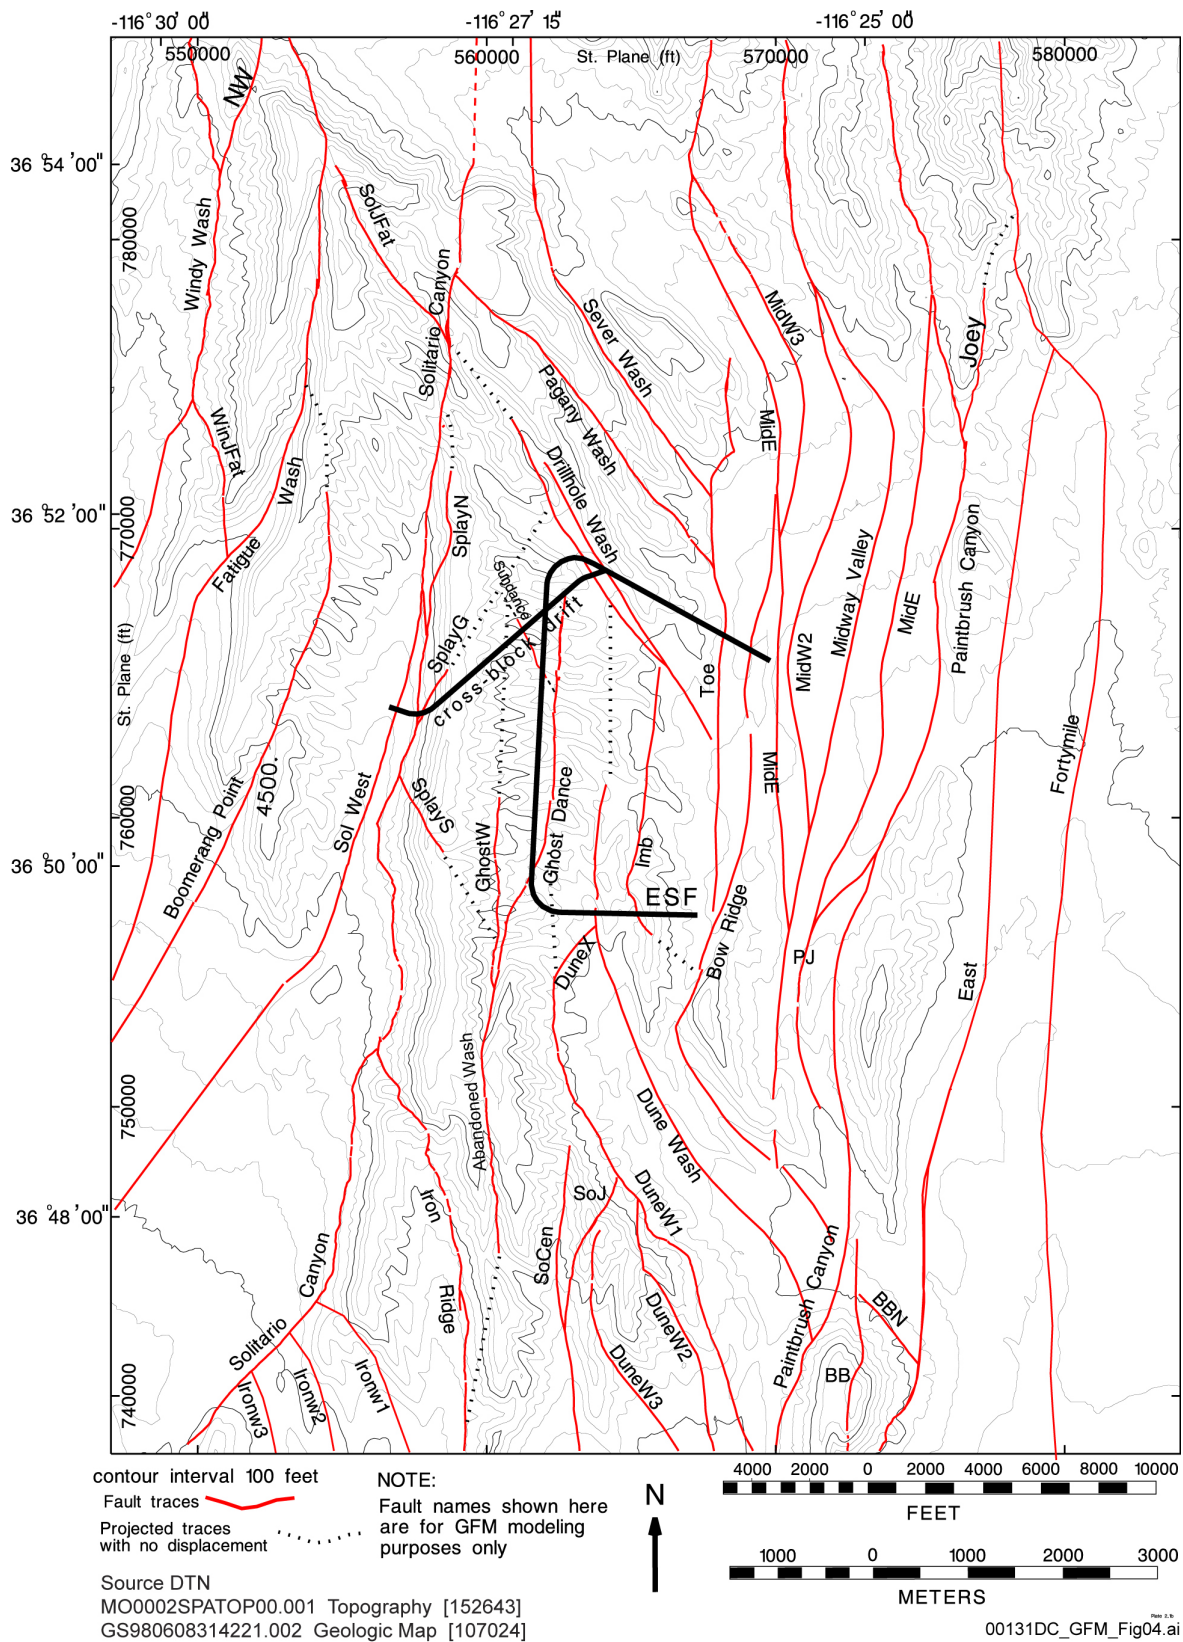 -116° 30' 00
-116° 27' 15
-116° 25' 00
550000
560000
St. Plane (ft)
570000
580000
NW
36 °54 '00"
780000
Windy Wash
SolJFat
Solitario Canyon
Sever Wash
MidW3
Joey
Pagany Wash
MidE
WinJFat
Wash
Drillhole Wash
36 °52 '00"
770000
SplayN
Fatigue
Sundance
Midway Valley
MidE
Paintbrush Canyon
St. Plane (ft)
SplayG
cross-block drift
Toe
MidW2
Fortymile
4500.
MidE
760000
Sol West
SplayS
Ghost Dance
Boomerang Point
GhostW
Imb
36 °50 '00"
ESF
Bow Ridge
PJ
DuneX
East
750000
Abandoned Wash
Dune Wash
36 °48 '00"
Iron
SoJ
DuneW1
SoCen
Canyon
Paintbrush Canyon
Ridge
BBN
Solitario
DuneW2
BB
740000
Ironw3
Ironw2
Ironw1
DuneW3
contour interval 100 feet
Fault traces
Projected traces
with no displacement
NOTE:
Fault names shown here
are for GFM modeling
purposes only
N
4000 2000 0 2000 4000 6000 8000 10000
FEET
1000 0 1000 2000 3000
METERS
Source DTN
MO0002SPATOP00.001 Topography [152643]
GS980608314221.002 Geologic Map [107024]
00131DC_GFM_Fig04.ai